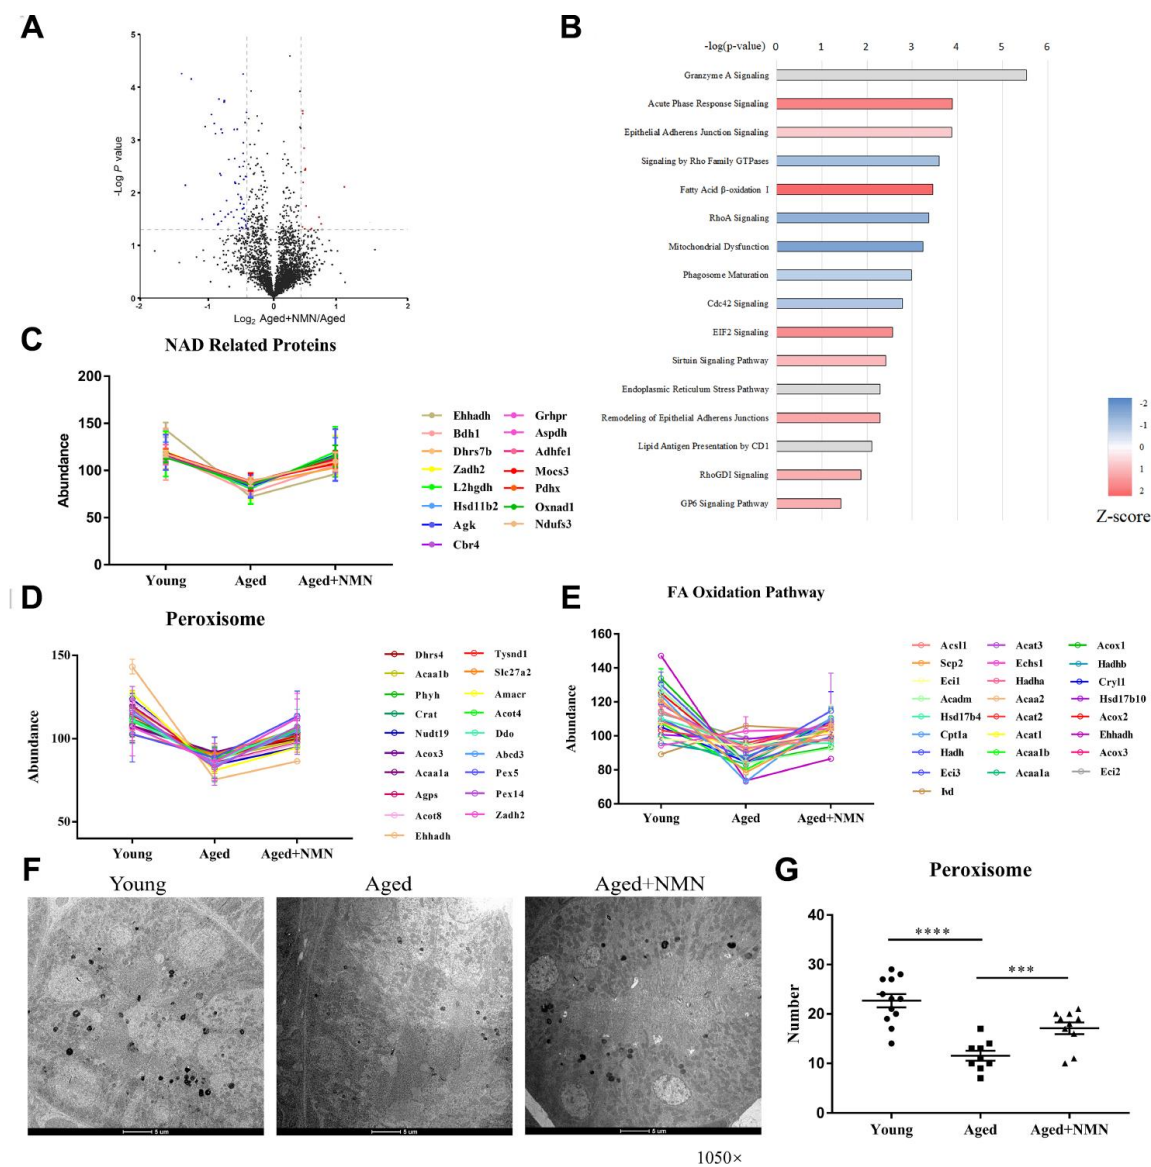 A
5
4
3
2
1
0
-2
-1
0
1
2
-Log P value
Log2 Aged+NMN/Aged
B
-log(p-value) 0 1 2 3 4 5 6
Granzyme A Signaling
Acute Phase Response Signaling
Epithelial Adherens Junction Signaling
Signaling by Rho Family GTPases
Fatty Acid β-oxidation I
RhoA Signaling
Mitochondrial Dysfunction
Phagosome Maturation
Cdc42 Signaling
EIF2 Signaling
Sirtuin Signaling Pathway
Endoplasmic Reticulum Stress Pathway
Remodeling of Epithelial Adherens Junctions
Lipid Antigen Presentation by CD1
RhoGDI Signaling
GP6 Signaling Pathway
-2
-1
0
1
2
Z-score
C
NAD Related Proteins
200
150
100
50
0
Abundance
Young Aged Aged+NMN
Ehhadh Grhpr
Bdh1 Aspdh
Dhrs7b Adhfe1
Zadh2 Mocs3
L2hgdh Pdhx
Hsd11b2 Oxnad1
Agk Ndufs3
Cbr4
D
Peroxisome
150
100
50
Abundance
Young Aged Aged+NMN
Dhrs4 Tysnd1
Acaa1b Slc27a2
Phyh Amacr
Crat Acot4
Nudt19 Ddo
Acox3 Abcd3
Acaa1a Pex5
Agps Pex14
Acot8 Zadh2
Ehhadh
E
FA Oxidation Pathway
160
140
120
100
80
60
Abundance
Young Aged Aged+NMN
Acsl1 Acat3 Acox1
Scp2 Echs1 Hadhb
Eci1 Hadha Cryl1
Acadm Acaa2 Hsd17b10
Hsd17b4 Acat2 Acox2
Cpt1a Acat1 Ehhadh
Hadh Acaa1b Acox3
Eci3 Acaa1a Eci2
Ivd
F
Young Aged Aged+NMN
5 um 5 um 5 um
1050×
G
Peroxisome
40
30
20
10
0
Number
**** ***
Young Aged Aged+NMN